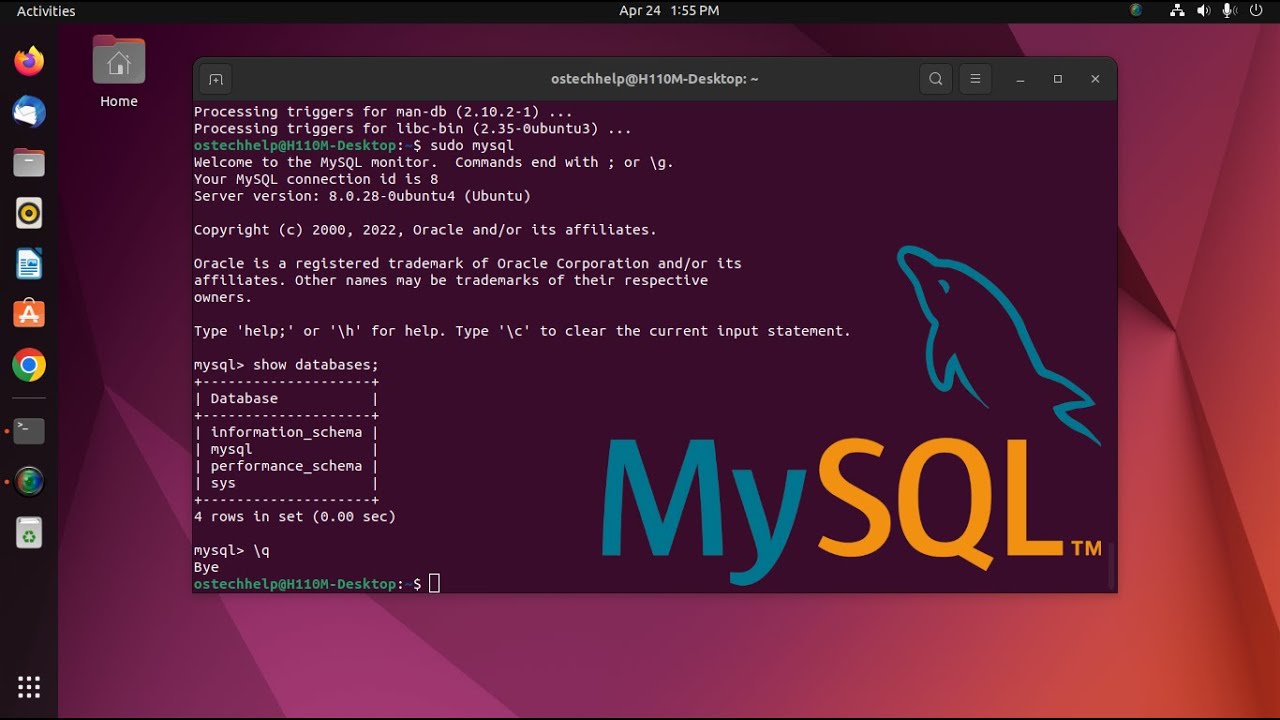 Activities
Apr 24 1:55 PM
Home
ostechhelp@H110M-Desktop: ~
Processing triggers for man-db (2.10.2-1) ...
Processing triggers for libc-bin (2.35-0ubuntu3) ...
ostechhelp@H110M-Desktop:~$ sudo mysql
Welcome to the MySQL monitor.  Commands end with ; or \g.
Your MySQL connection id is 8
Server version: 8.0.28-0ubuntu4 (Ubuntu)
Copyright (c) 2000, 2022, Oracle and/or its affiliates.
Oracle is a registered trademark of Oracle Corporation and/or its
affiliates. Other names may be trademarks of their respective
owners.
Type 'help;' or '\h' for help. Type '\c' to clear the current input statement.
mysql> show databases;
+--------------------+
| Database           |
+--------------------+
| information_schema |
| mysql              |
| performance_schema |
| sys                |
+--------------------+
4 rows in set (0.00 sec)
mysql> \q
Bye
ostechhelp@H110M-Desktop:~$
MySQL™